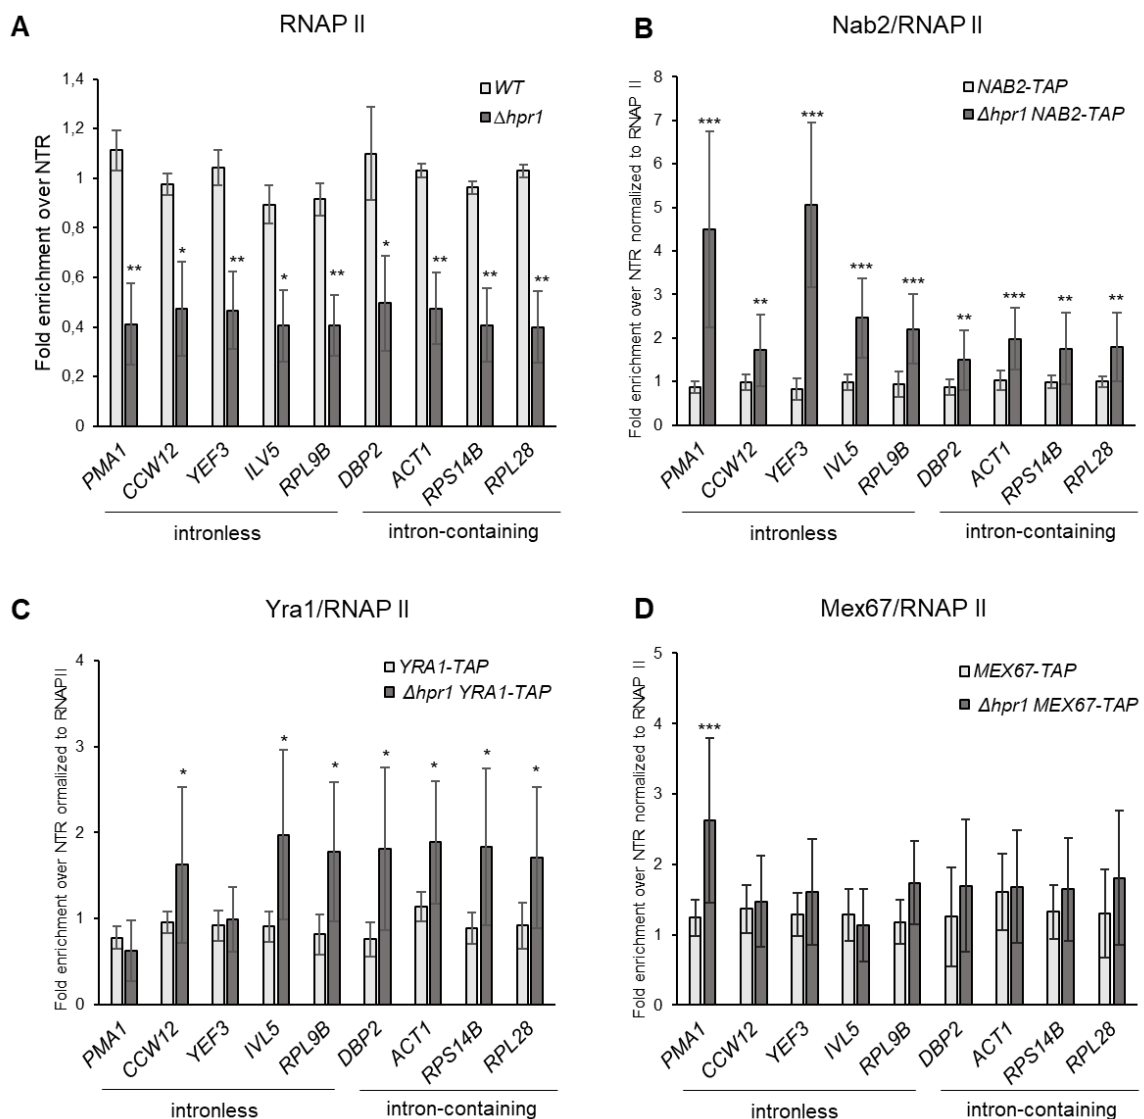 A
RNAP II
Fold enrichment over NTR
1,4
1,2
1
0,8
0,6
0,4
0,2
0
WT
Δhpr1
** * ** * ** * ** ** **
PMA1 CCW12 YEF3 ILV5 RPL9B DBP2 ACT1 RPS14B RPL28
intronless intron-containing
B
Nab2/RNAP II
Fold enrichment over NTR normalized to RNAP II
8
7
6
5
4
3
2
1
0
NAB2-TAP
Δhpr1 NAB2-TAP
*** ** *** *** *** ** *** ** **
PMA1 CCW12 YEF3 IVL5 RPL9B DBP2 ACT1 RPS14B RPL28
intronless intron-containing
C
Yra1/RNAP II
Fold enrichment over NTR ormalized to RNAPII
4
3
2
1
0
YRA1-TAP
Δhpr1 YRA1-TAP
* * * * * * *
PMA1 CCW12 YEF3 IVL5 RPL9B DBP2 ACT1 RPS14B RPL28
intronless intron-containing
D
Mex67/RNAP II
Fold enrichment over NTR normalized to RNAP II
5
4
3
2
1
0
MEX67-TAP
Δhpr1 MEX67-TAP
***
PMA1 CCW12 YEF3 IVL5 RPL9B DBP2 ACT1 RPS14B RPL28
intronless intron-containing